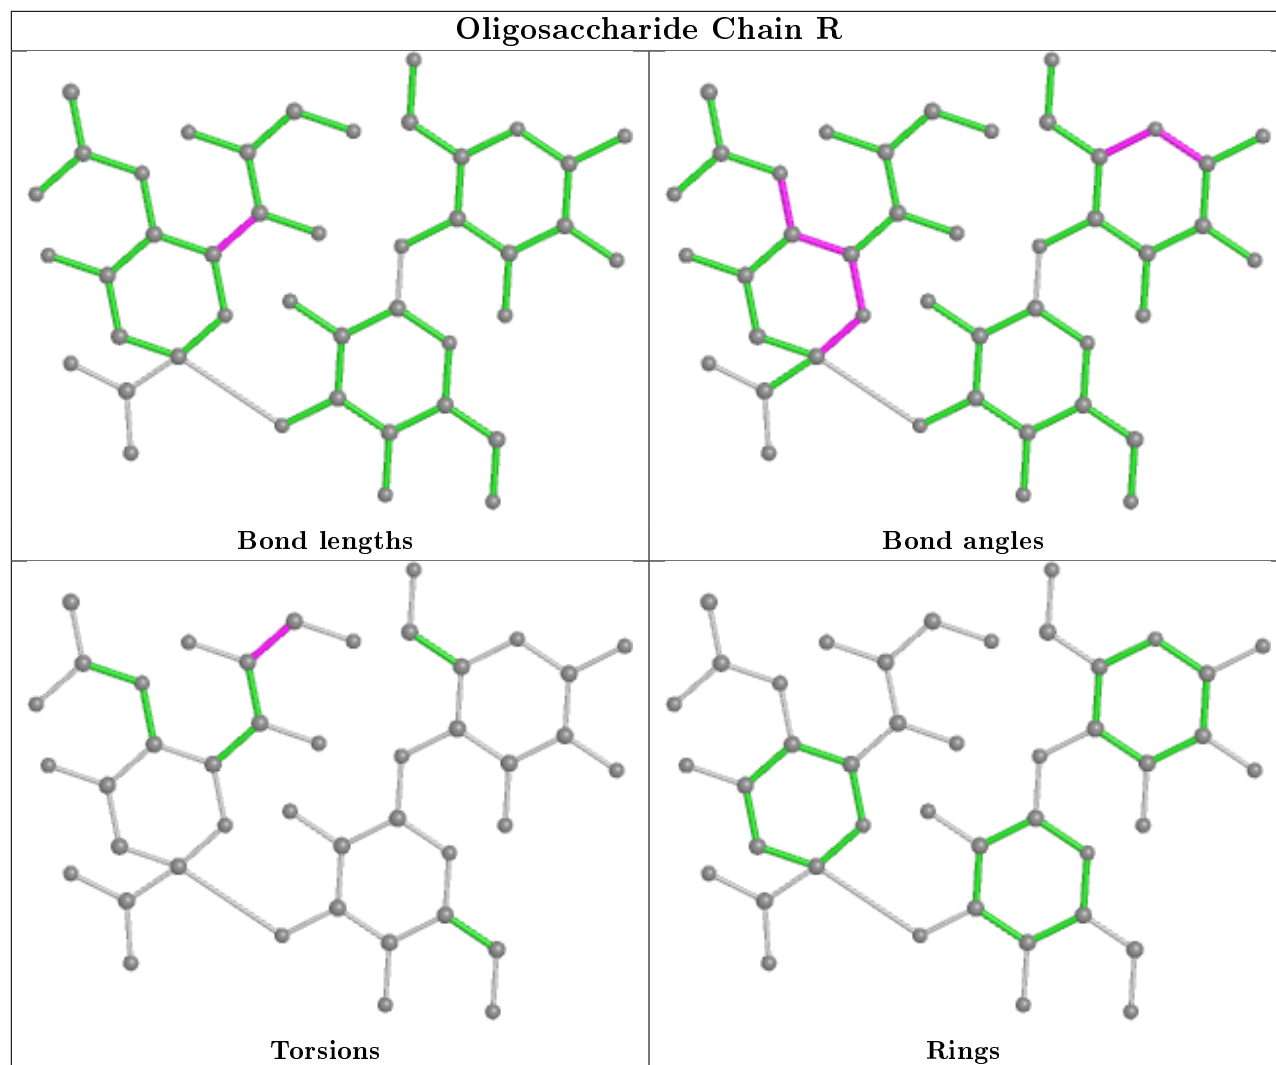 Oligosaccharide Chain R
Bond lengths
Bond angles
Torsions
Rings